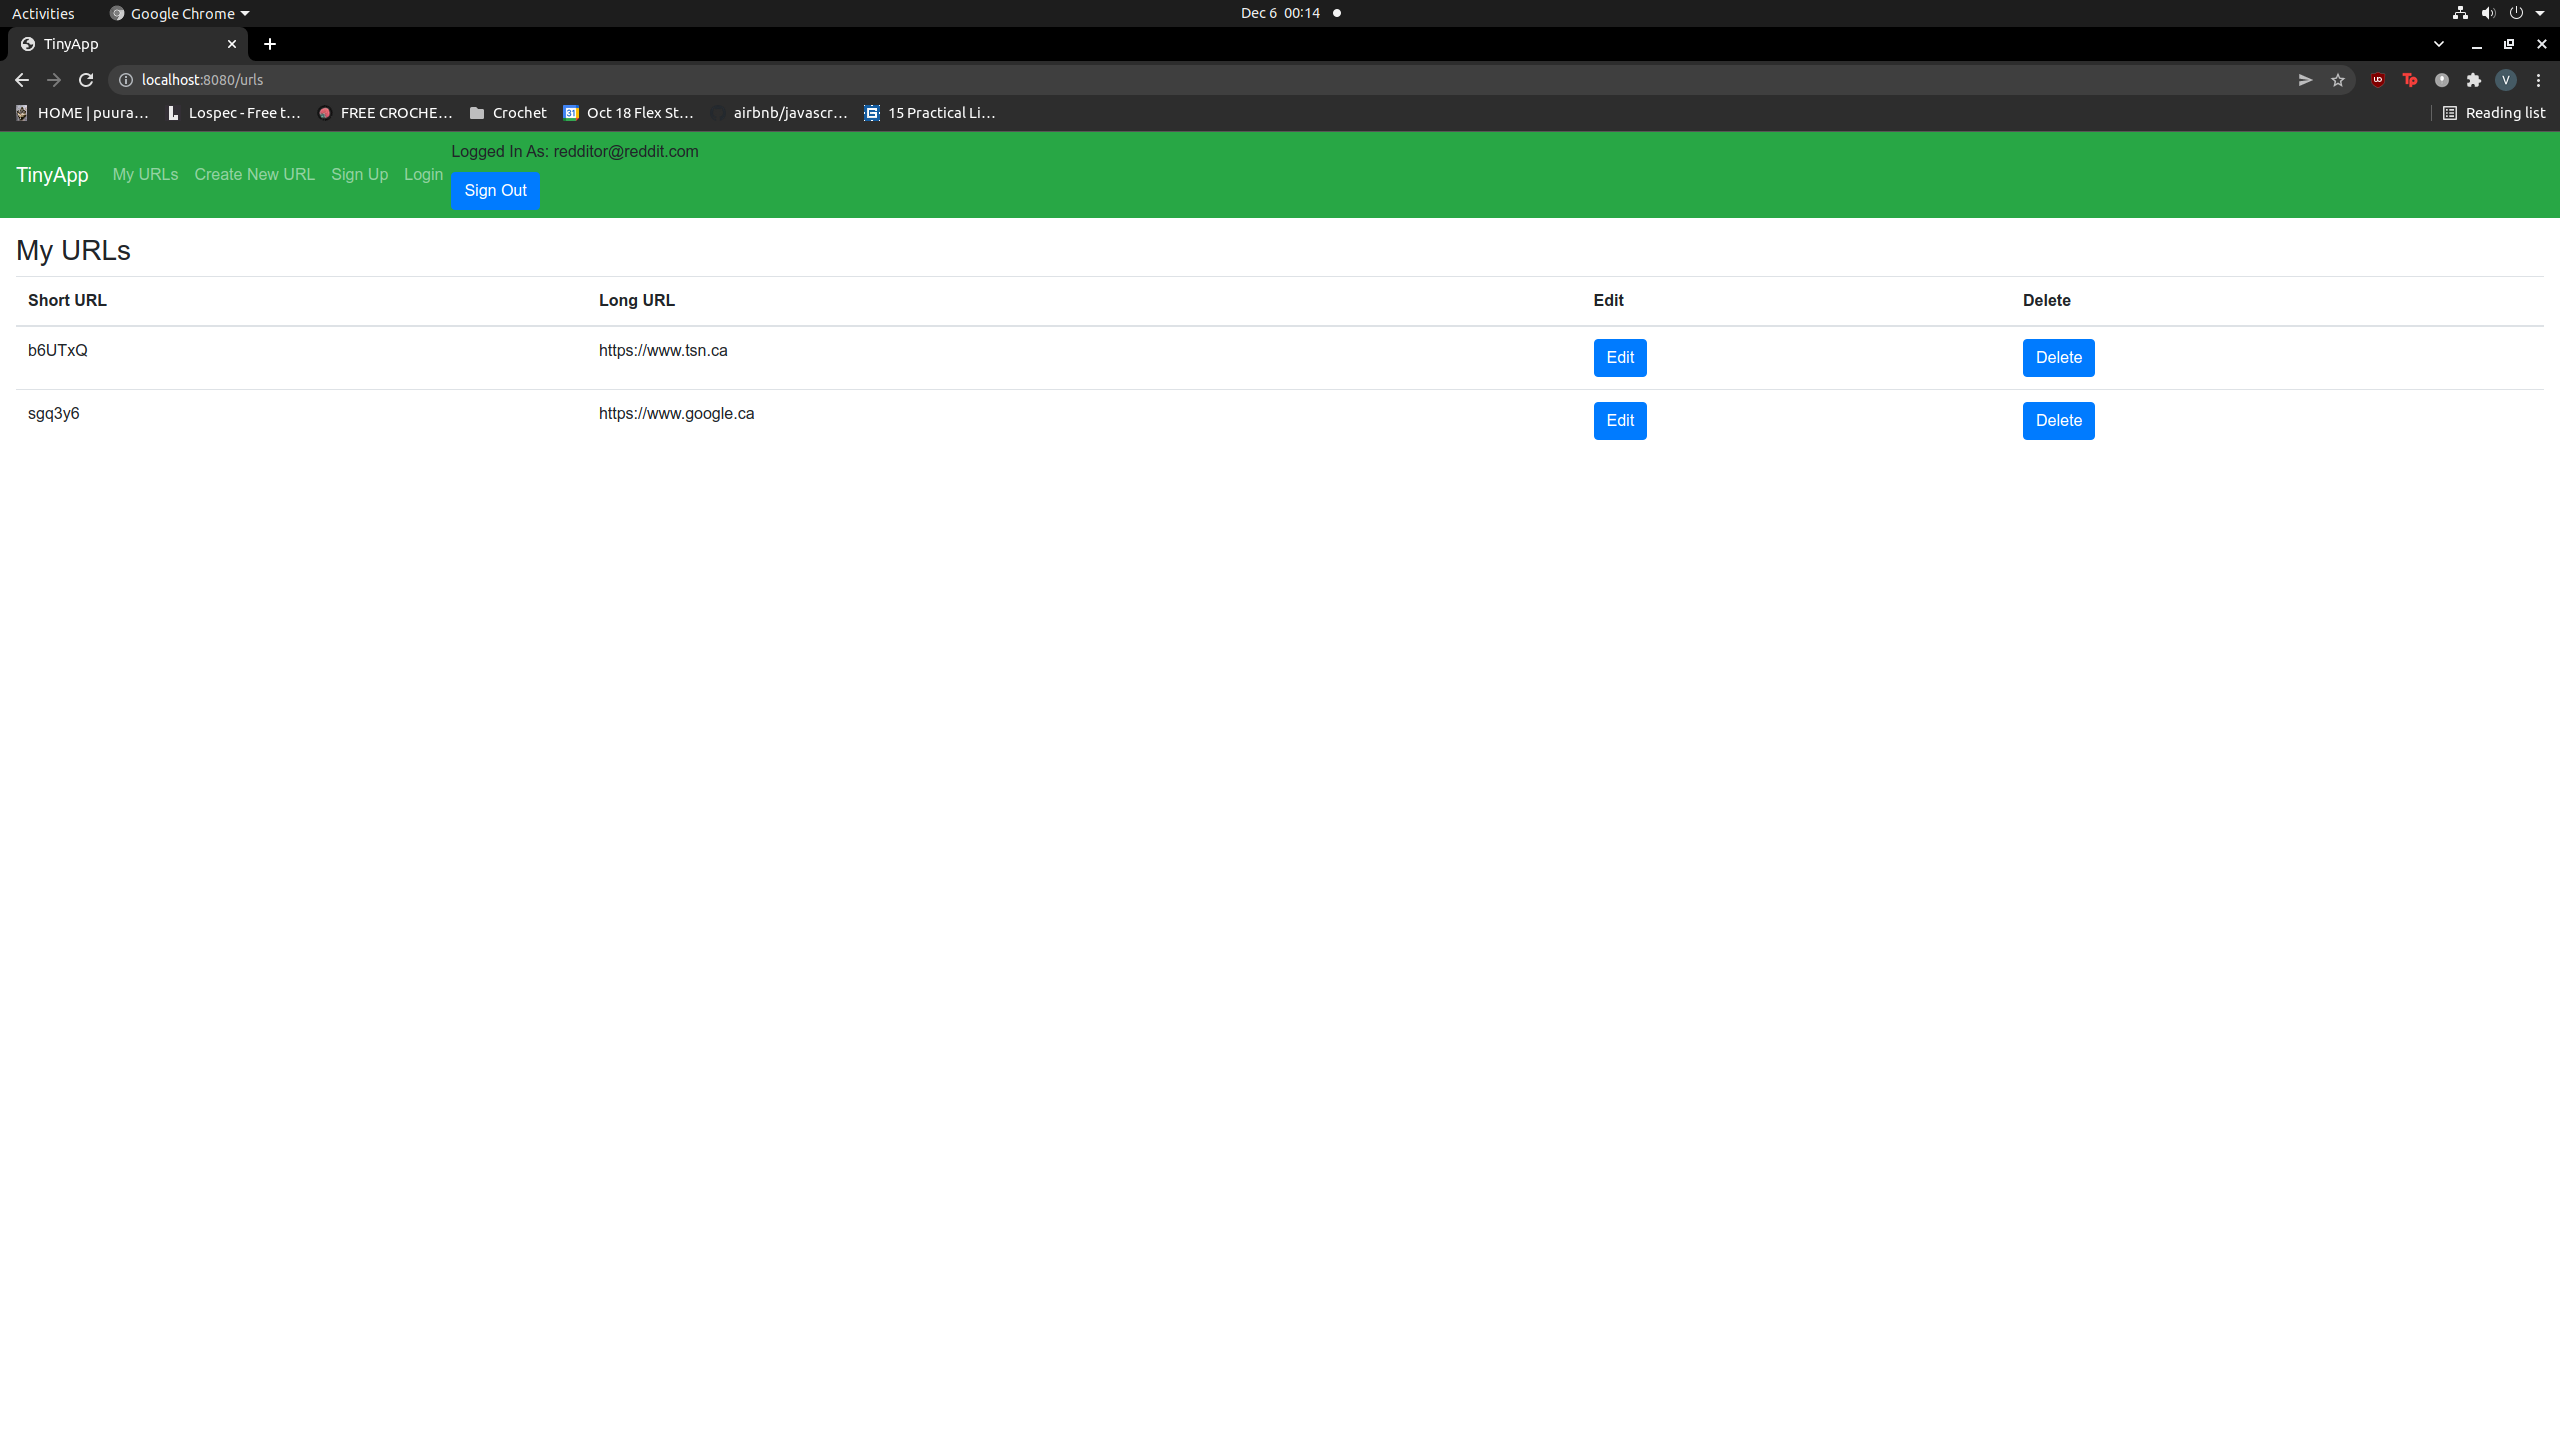 Activities Google Chrome Dec 6 00:14
TinyApp
localhost:8080/urls
HOME | puura… Lospec - Free t… FREE CROCHE… Crochet 31 Oct 18 Flex St… airbnb/javascr… G 15 Practical Li… Reading list
Logged In As: redditor@reddit.com
TinyApp My URLs Create New URL Sign Up Login
Sign Out
My URLs
Short URL Long URL Edit Delete
b6UTxQ https://www.tsn.ca Edit Delete
sgq3y6 https://www.google.ca Edit Delete